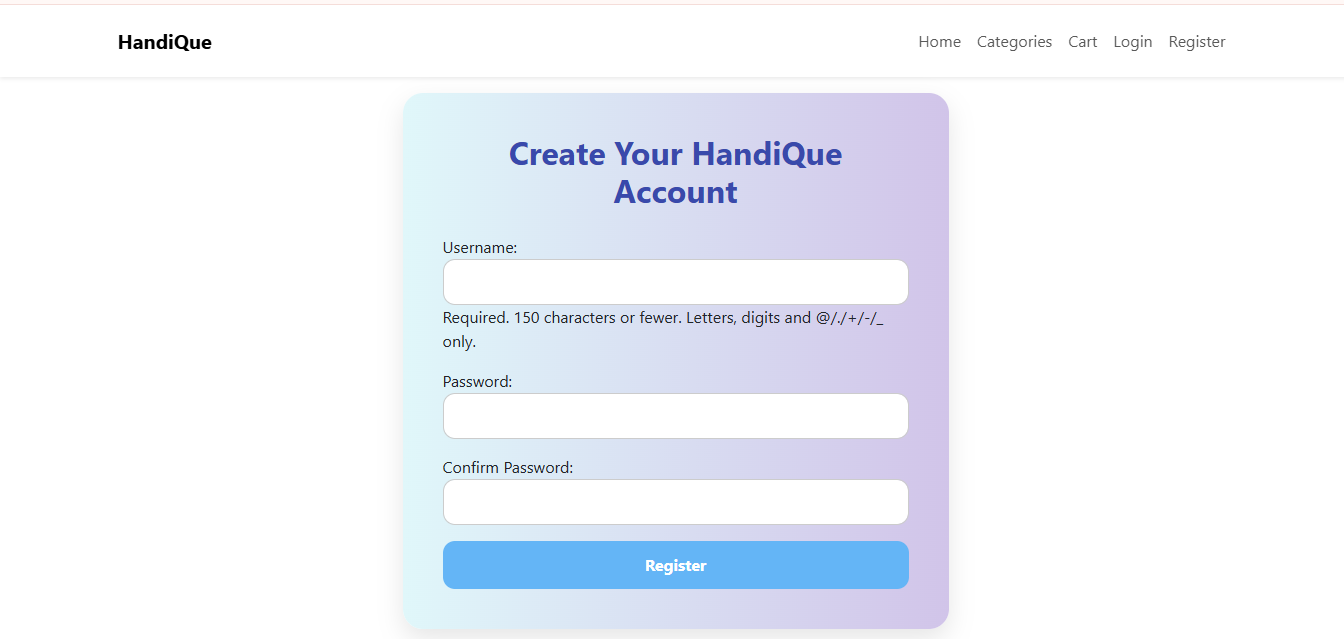 HandiQue
Home Categories Cart Login Register
Create Your HandiQue
Account
Username:
Required. 150 characters or fewer. Letters, digits and @/./+/-/_
only.
Password:
Confirm Password:
Register